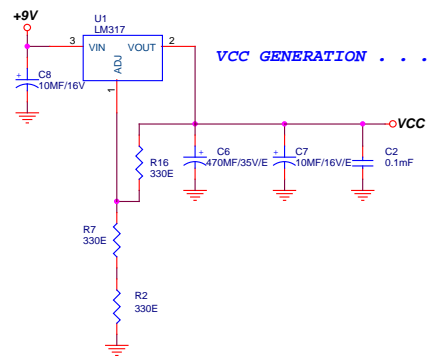 +9V
U1
LM317
3
VIN
VOUT
2
ADJ
1
VCC GENERATION . . .
+
C8
10MF/16V
VCC
R16
330E
+
C6
470MF/35V/E
+
C7
10MF/16V/E
C2
0.1mF
R7
330E
R2
330E